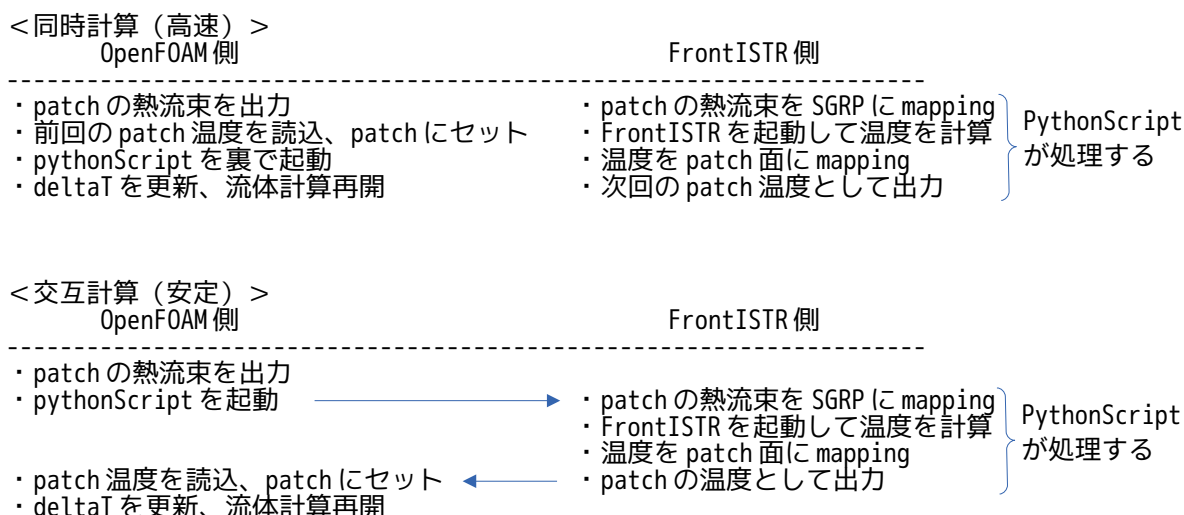 ＜同時計算（高速）＞
OpenFOAM側 FrontISTR側
---------------------------------------------------------------------
・patchの熱流束を出力 ・patchの熱流束をSGRPにmapping
・前回のpatch温度を読込、patchにセット ・FrontISTRを起動して温度を計算
・pythonScriptを裏で起動 ・温度をpatch面にmapping
・deltaTを更新、流体計算再開 ・次回のpatch温度として出力
PythonScript
が処理する
＜交互計算（安定）＞
OpenFOAM側 FrontISTR側
---------------------------------------------------------------------
・patchの熱流束を出力
・pythonScriptを起動 ・patchの熱流束をSGRPにmapping
・FrontISTRを起動して温度を計算
・温度をpatch面にmapping
・patch温度を読込、patchにセット ・patchの温度として出力
・deltaTを更新、流体計算再開
PythonScript
が処理する